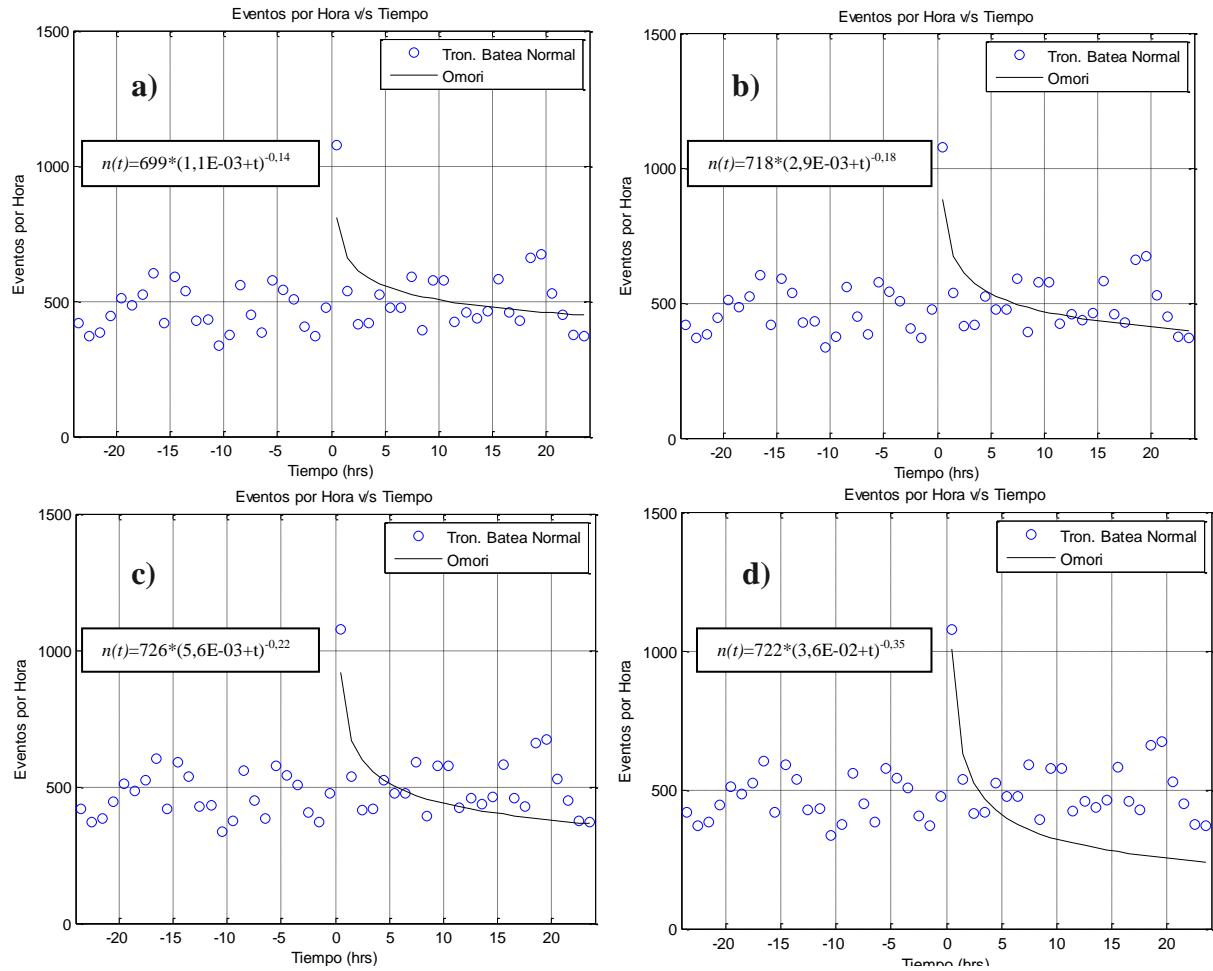 Eventos por Hora v/s Tiempo
1500
1000
500
0
Eventos por Hora
a)
Tron. Batea Normal
Omori
n(t)=699*(1,1E-03+t)-0,14
-20 -15 -10 -5 0 5 10 15 20
Tiempo (hrs)
Eventos por Hora v/s Tiempo
1500
1000
500
0
Eventos por Hora
b)
Tron. Batea Normal
Omori
n(t)=718*(2,9E-03+t)-0,18
-20 -15 -10 -5 0 5 10 15 20
Tiempo (hrs)
Eventos por Hora v/s Tiempo
1500
1000
500
0
Eventos por Hora
c)
Tron. Batea Normal
Omori
n(t)=726*(5,6E-03+t)-0,22
-20 -15 -10 -5 0 5 10 15 20
Tiempo (hrs)
Eventos por Hora v/s Tiempo
1500
1000
500
0
Eventos por Hora
d)
Tron. Batea Normal
Omori
n(t)=722*(3,6E-02+t)-0,35
-20 -15 -10 -5 0 5 10 15 20
Tiempo (hrs)